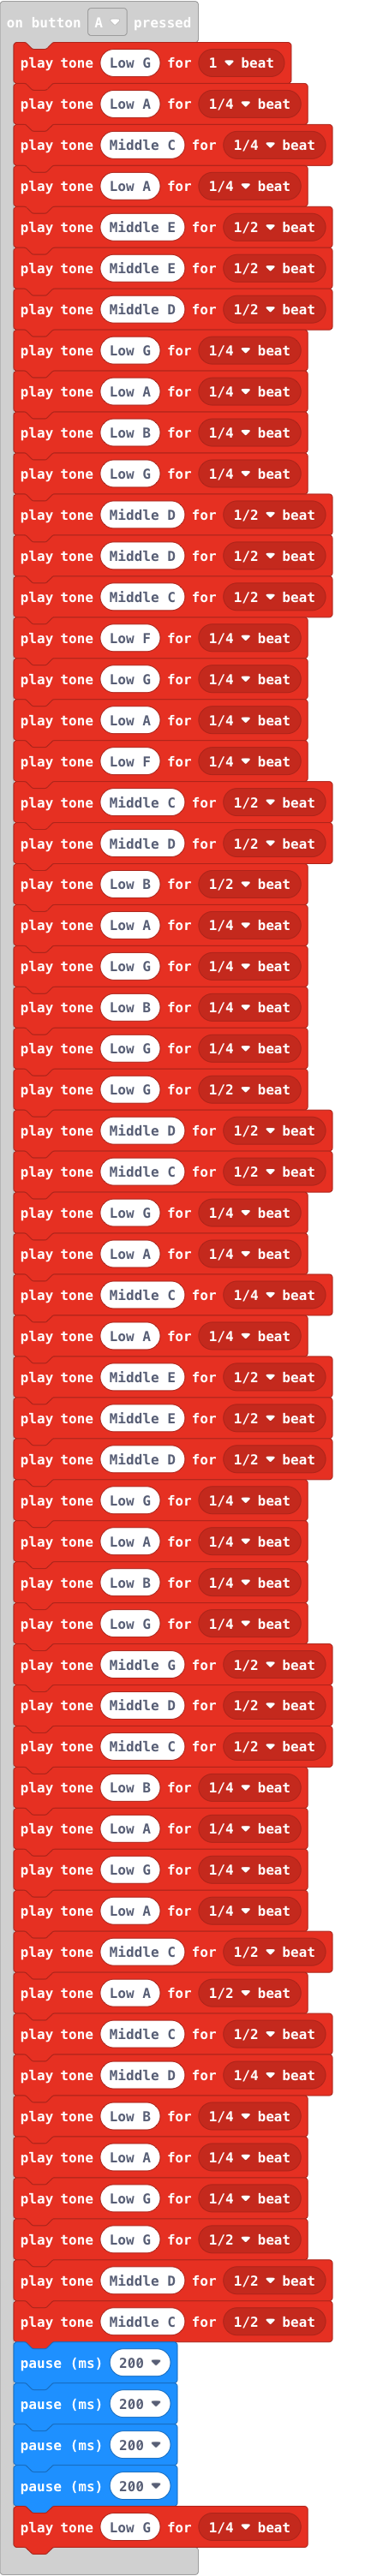 on button A pressed
play tone Low G for 1 beat
play tone Low A for 1/4 beat
play tone Middle C for 1/4 beat
play tone Low A for 1/4 beat
play tone Middle E for 1/2 beat
play tone Middle E for 1/2 beat
play tone Middle D for 1/2 beat
play tone Low G for 1/4 beat
play tone Low A for 1/4 beat
play tone Low B for 1/4 beat
play tone Low G for 1/4 beat
play tone Middle D for 1/2 beat
play tone Middle D for 1/2 beat
play tone Middle C for 1/2 beat
play tone Low F for 1/4 beat
play tone Low G for 1/4 beat
play tone Low A for 1/4 beat
play tone Low F for 1/4 beat
play tone Middle C for 1/2 beat
play tone Middle D for 1/2 beat
play tone Low B for 1/2 beat
play tone Low A for 1/4 beat
play tone Low G for 1/4 beat
play tone Low B for 1/4 beat
play tone Low G for 1/4 beat
play tone Low G for 1/2 beat
play tone Middle D for 1/2 beat
play tone Middle C for 1/2 beat
play tone Low G for 1/4 beat
play tone Low A for 1/4 beat
play tone Middle C for 1/4 beat
play tone Low A for 1/4 beat
play tone Middle E for 1/2 beat
play tone Middle E for 1/2 beat
play tone Middle D for 1/2 beat
play tone Low G for 1/4 beat
play tone Low A for 1/4 beat
play tone Low B for 1/4 beat
play tone Low G for 1/4 beat
play tone Middle G for 1/2 beat
play tone Middle D for 1/2 beat
play tone Middle C for 1/2 beat
play tone Low B for 1/4 beat
play tone Low A for 1/4 beat
play tone Low G for 1/4 beat
play tone Low A for 1/4 beat
play tone Middle C for 1/2 beat
play tone Low A for 1/2 beat
play tone Middle C for 1/2 beat
play tone Middle D for 1/4 beat
play tone Low B for 1/4 beat
play tone Low A for 1/4 beat
play tone Low G for 1/4 beat
play tone Low G for 1/2 beat
play tone Middle D for 1/2 beat
play tone Middle C for 1/2 beat
pause (ms) 200
pause (ms) 200
pause (ms) 200
pause (ms) 200
play tone Low G for 1/4 beat